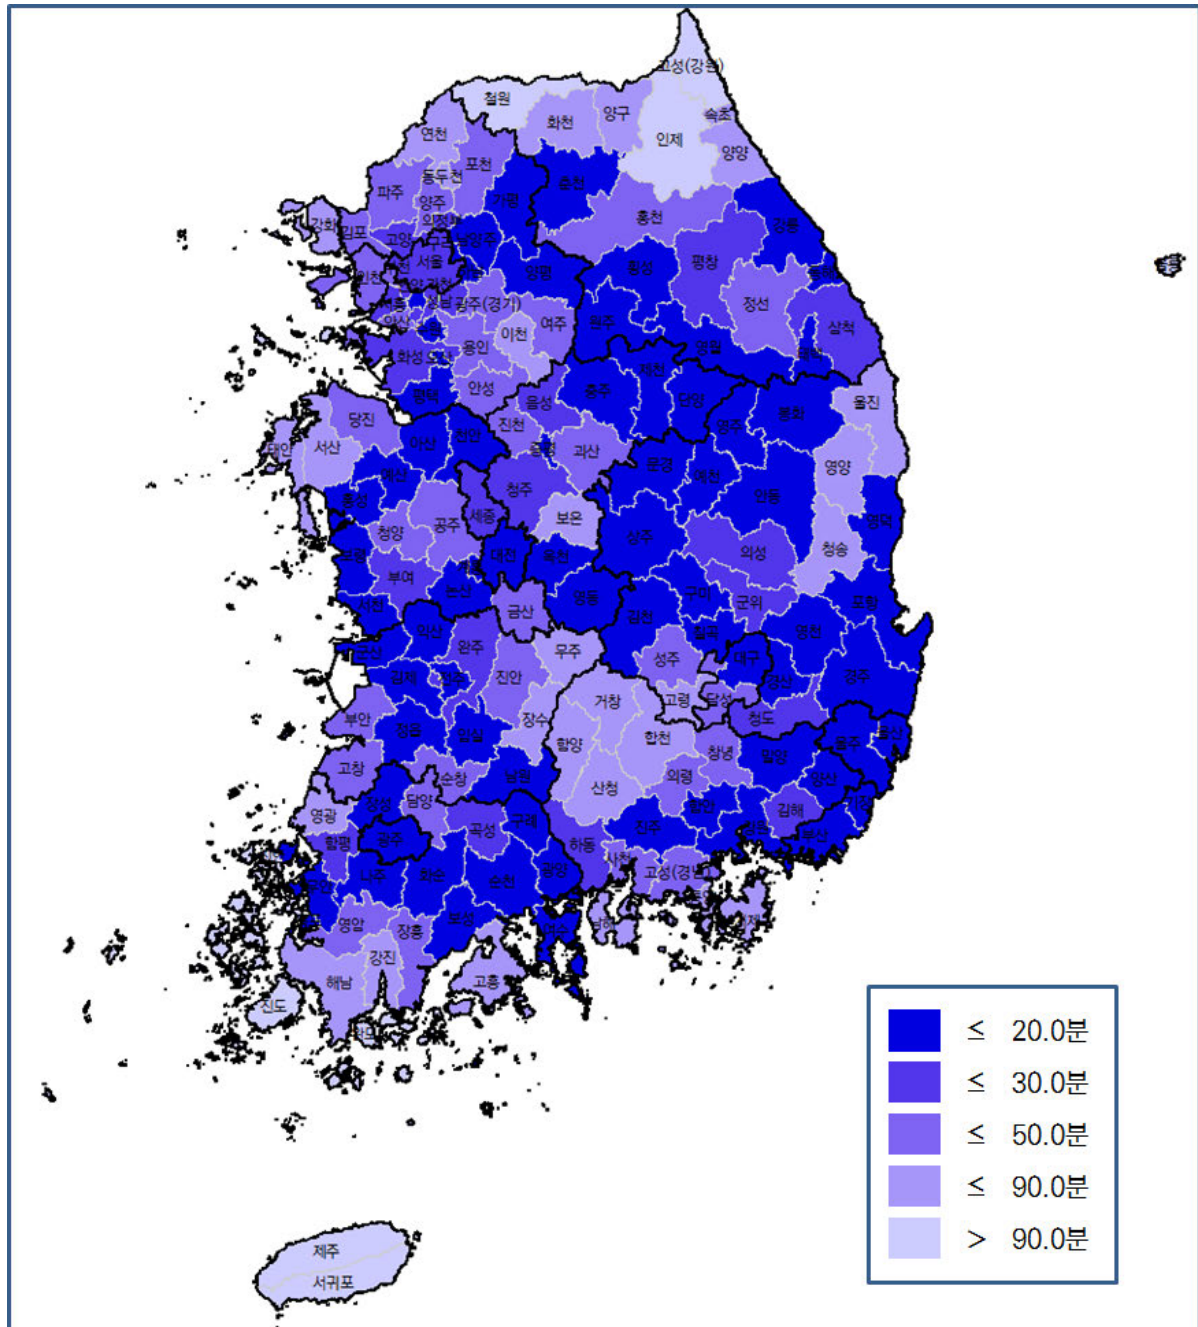 고성(강원)
철원
화천
양구
속초
연천
인제
양양
포천
동두천
춘천
파주
양주
가평
홍천
강화
김포
의정부
고양
구리
남양주
강릉
서울
횡성
평창
인천
양평
동해
정선
성남
광주(경기)
여주
원주
삼척
안산
이천
용인
영월
태백
화성
오산
제천
평택
안성
음성
충주
단양
봉화
울진
당진
진천
영주
태안
서산
아산
천안
증평
괴산
문경
예천
영양
예산
청주
안동
홍성
세종
보은
영덕
청양
공주
상주
의성
청송
보령
대전
옥천
부여
논산
영동
구미
군위
포항
서천
금산
김천
익산
칠곡
영천
군산
완주
무주
성주
대구
김제
전주
진안
경산
경주
거창
고령
달성
부안
장수
청도
정읍
임실
함양
합천
울주
울산
창녕
밀양
고창
순창
남원
의령
양산
영광
장성
담양
산청
함안
김해
기장
광주
곡성
구례
진주
창원
부산
함평
하동
사천
나주
화순
순천
광양
고성(경남)
무안
영암
장흥
보성
여수
남해
거제
강진
해남
고흥
진도
완도
제주
서귀포
≤ 20.0분
≤ 30.0분
≤ 50.0분
≤ 90.0분
> 90.0분